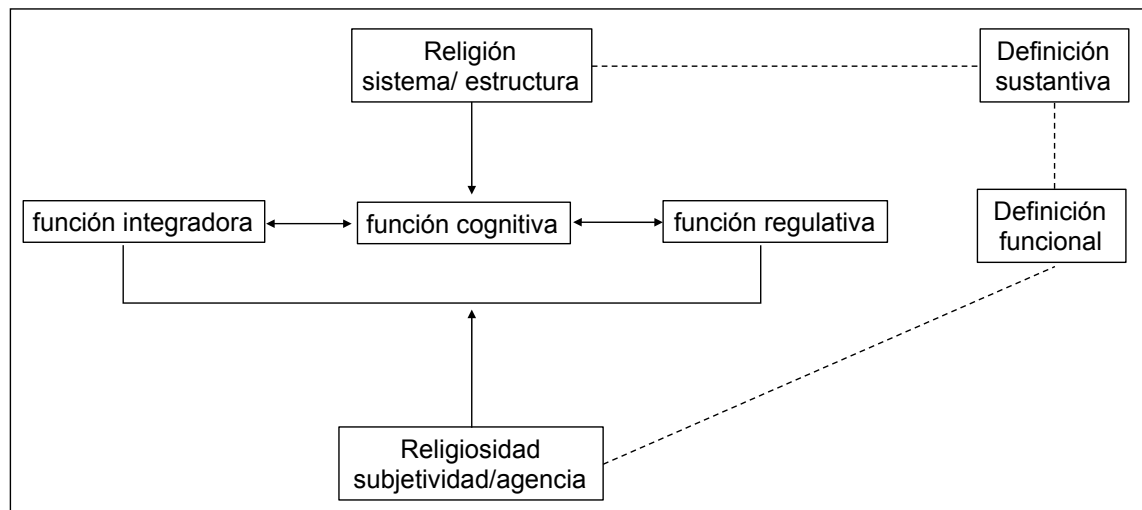 Religión
sistema/ estructura
Definición
sustantiva
función integradora
función cognitiva
función regulativa
Definición
funcional
Religiosidad
subjetividad/agencia